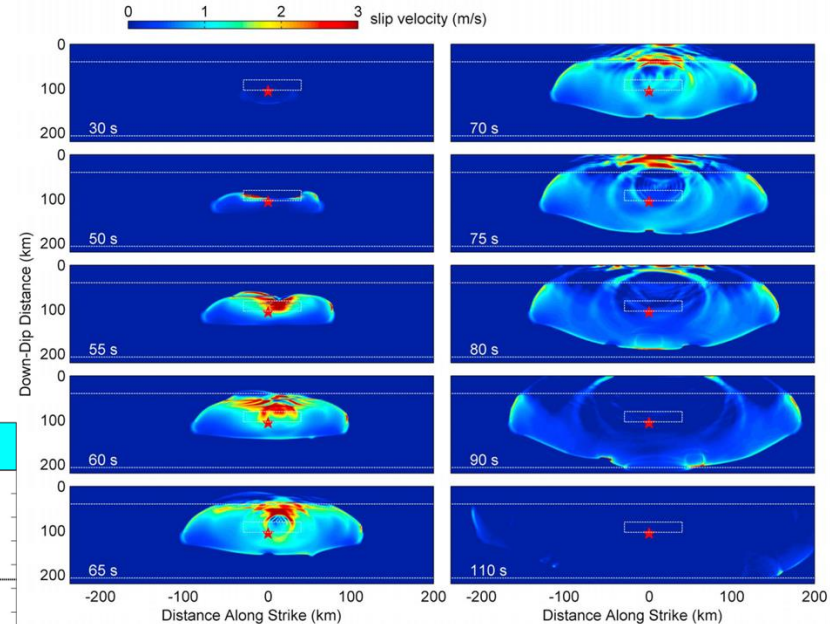 0 1 2 3 slip velocity (m/s)
Down-Dip Distance (km)
0
100
200
30 s
70 s
0
100
200
50 s
75 s
0
100
200
55 s
80 s
0
100
200
60 s
90 s
0
100
200
65 s
110 s
-200 -100 0 100 200
-200 -100 0 100 200
Distance Along Strike (km)
Distance Along Strike (km)